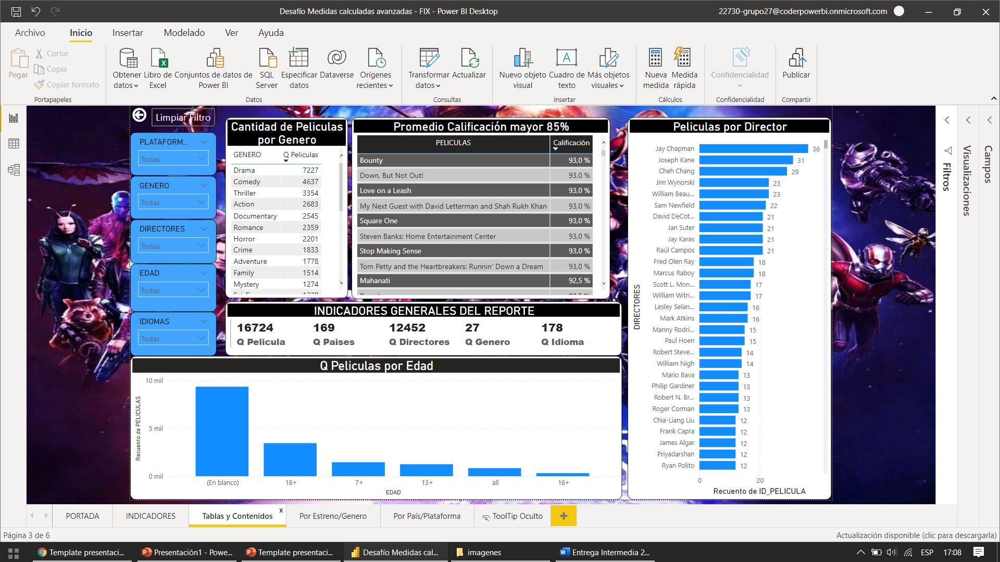 Desafío Medidas calculadas avanzadas - FIX - Power BI Desktop
22730-grupo27@coderpowerbi.onmicrosoft.com
Archivo
Inicio
Insertar
Modelado
Ver
Ayuda
Pegar
Cortar
Copia
Copiar formato
Portapapeles
Obtener datos
Libro de Excel
Conjuntos de datos de Power BI
SQL Server
Especificar datos
Dataverse
Orígenes recientes
Datos
Transformar datos
Actualizar
Consultas
Nuevo objeto visual
Cuadro de texto
Más objetos visuales
Insertar
Nueva medida
Medida rápida
Cálculos
Confidencialidad
Confidencialidad
Publicar
Compartir
Limpiar Filtro
PLATAFORM...
Todas
GENERO
Todas
DIRECTORES
Todas
EDAD
Todas
IDIOMAS
Todas
Cantidad de Peliculas
por Genero
GENERO Q Peliculas
Drama 7227
Comedy 4637
Thriller 3354
Action 2683
Documentary 2545
Romance 2359
Horror 2201
Crime 1833
Adventure 1778
Family 1514
Mystery 1274
Promedio Calificación mayor 85%
PELICULAS Calificación
Bounty 93,0 %
Down, But Not Out! 93,0 %
Love on a Leash 93,0 %
My Next Guest with David Letterman and Shah Rukh Khan 93,0 %
Square One 93,0 %
Steven Banks: Home Entertainment Center 93,0 %
Stop Making Sense 93,0 %
Tom Petty and the Heartbreakers: Runnin' Down a Dream 93,0 %
Mahanati 92,5 %
INDICADORES GENERALES DEL REPORTE
16724 169 12452 27 178
Q Pelicula Q Paises Q Directores Q Genero Q Idioma
Q Peliculas por Edad
Recuento de PELICULAS
10 mil
5 mil
0 mil
(En blanco) 18+ 7+ 13+ all 16+
EDAD
Peliculas por Director
DIRECTORES
Jay Chapman 36
Joseph Kane 31
Cheh Chang 29
Jim Wynorski 23
William Beau... 23
Sam Newfield 22
David DeCot... 21
Jan Suter 21
Jay Karas 21
Raúl Campos 21
Fred Olen Ray 18
Marcus Raboy 18
Scott L. Mon... 17
William Witn... 17
Lesley Selan... 16
Mark Atkins 16
Manny Rodri... 15
Paul Hoen 15
Robert Steve... 14
William Nigh 14
Mario Bava 13
Philip Gardiner 13
Robert N. Br... 13
Roger Corman 13
Chia-Liang Liu 12
Frank Capra 12
James Algar 12
Priyadarshan 12
Ryan Polito 12
0 20
Recuento de ID_PELICULA
Filtros
Visualizaciones
Campos
PORTADA
INDICADORES
Tablas y Contenidos x
Por Estreno/Genero
Por País/Plataforma
ToolTip Oculto
Página 3 de 6
Actualización disponible (clic para descargarla)
Template presentaci...
Presentación1 - Powe...
Template presentaci...
Desafío Medidas cal...
imagenes
Entrega Intermedia 2...
ESP
17:08